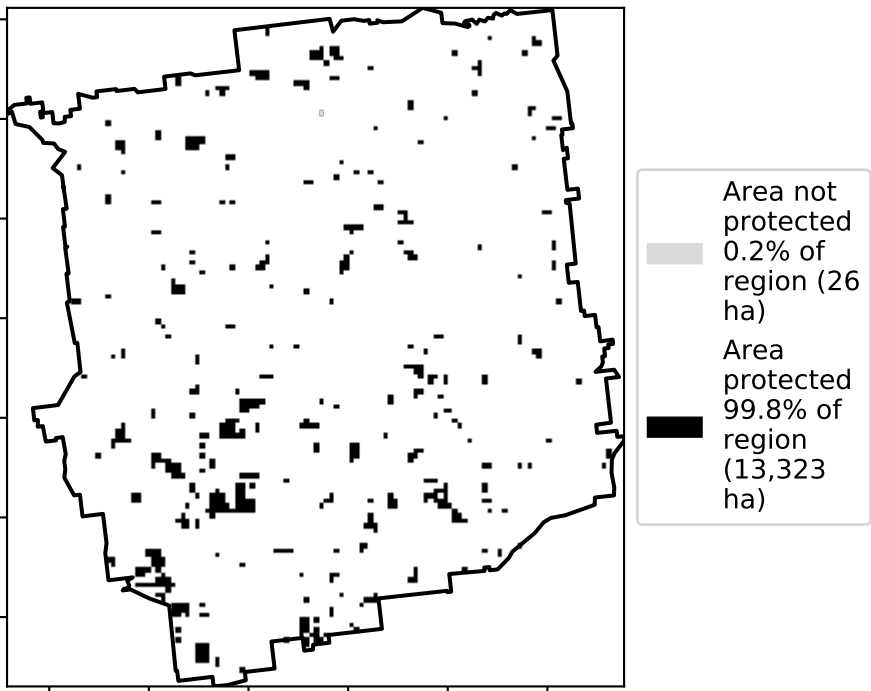 Area not
protected
0.2% of
region (26
ha)
Area
protected
99.8% of
region
(13,323
ha)